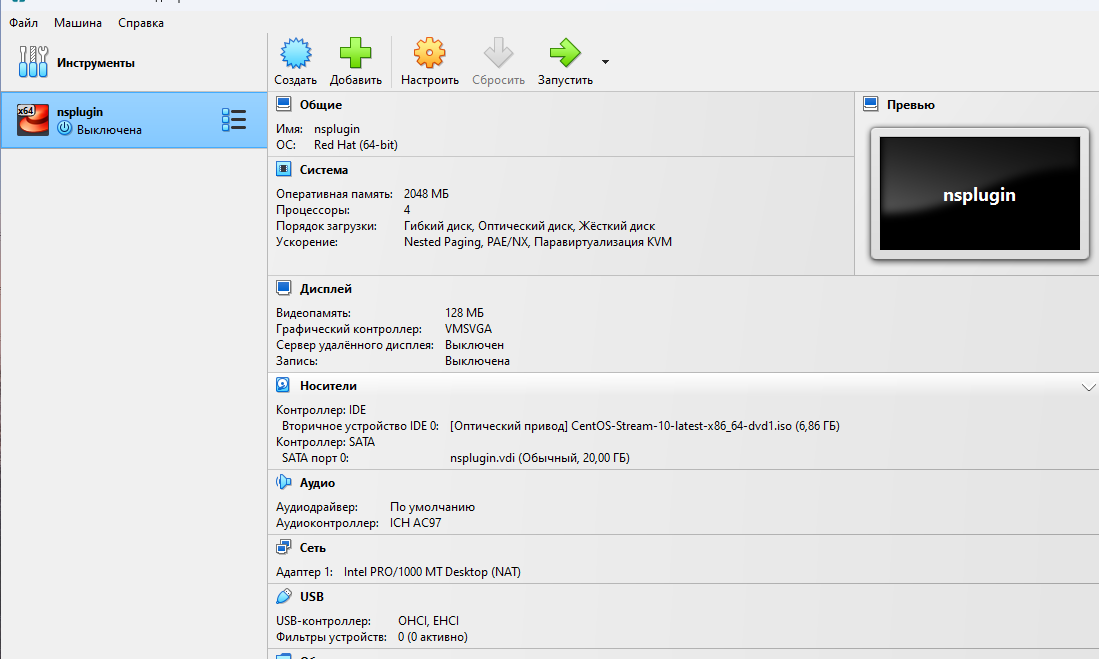 Файл Машина Справка
Инструменты
Создать Добавить Настроить Сбросить Запустить
x64
nsplugin
Выключена
Общие
Имя: nsplugin
ОС: Red Hat (64-bit)
Система
Оперативная память: 2048 МБ
Процессоры: 4
Порядок загрузки: Гибкий диск, Оптический диск, Жёсткий диск
Ускорение: Nested Paging, PAE/NX, Паравиртуализация KVM
Превью
nsplugin
Дисплей
Видеопамять: 128 МБ
Графический контроллер: VMSVGA
Сервер удалённого дисплея: Выключен
Запись: Выключена
Носители
Контроллер: IDE
Вторичное устройство IDE 0: [Оптический привод] CentOS-Stream-10-latest-x86_64-dvd1.iso (6,86 ГБ)
Контроллер: SATA
SATA порт 0: nsplugin.vdi (Обычный, 20,00 ГБ)
Аудио
Аудиодрайвер: По умолчанию
Аудиоконтроллер: ICH AC97
Сеть
Адаптер 1: Intel PRO/1000 MT Desktop (NAT)
USB
USB-контроллер: OHCI, EHCI
Фильтры устройств: 0 (0 активно)